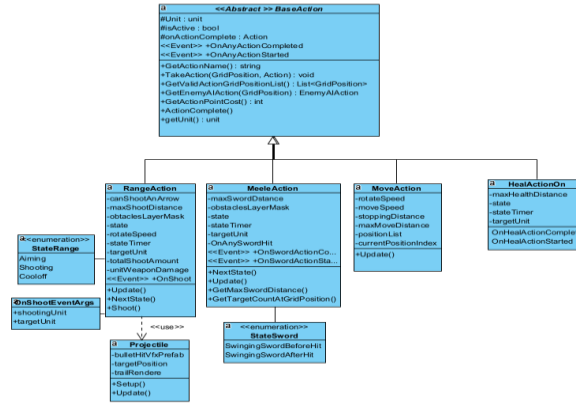 <<Abstract >> BaseAction
#Unit : unit
#isActive : bool
#onActionComplete : Action
<<Event>> +OnAnyActionCompleted
<<Event>> +OnAnyActionStarted
+GetActionName() : string
+TakeAction(GridPosition, Action) : void
+GetValidActionGridPositionList() : List<GridPosition>
+GetEnemyAIAction(GridPosition) : EnemyAIAction
+GetActionPointCost() : int
+ActionComplete()
+getUnit() : unit
RangeAction
-canShootAnArrow
-maxShootDistance
-obtaclesLayerMask
-state
-rotateSpeed
-stateTimer
-targetUnit
-totalShootAmount
-unitWeaponDamage
<<Event>> +OnShoot
+Update()
+NextState()
+Shoot()
MeeleAction
-maxSwordDstance
-obstaclesLayerMask
-state
-stateTimer
-targetUnit
-OnAnySwordHit
<<Event>> +OnSwordActionCo...
<<Event>> +OnSwordActionSta...
+NextState()
+Update()
+GetMaxSwordDistance()
+GetTargetCountAtGridPosition()
MoveAction
-rotateSpeed
-moveSpeed
-stoppingDistance
-maxMoveDistance
-positionList
-currentPositionIndex
+Update()
HealActionOn
-maxHealthDistance
-state
-stateTimer
-targetUnit
OnHealActionComplet
OnHealActionStarted
<<enumeration>>
StateRange
Aiming
Shooting
Cooloff
OnShootEventArgs
+shootingUnit
+targetUnit
<<use>>
Projectile
-bulletHitVfxPrefab
-targetPosition
-trailRendere
+Setup()
+Update()
<<enumeration>>
StateSword
SwingingSwordBeforeHit
SwingingSwordAfterHit